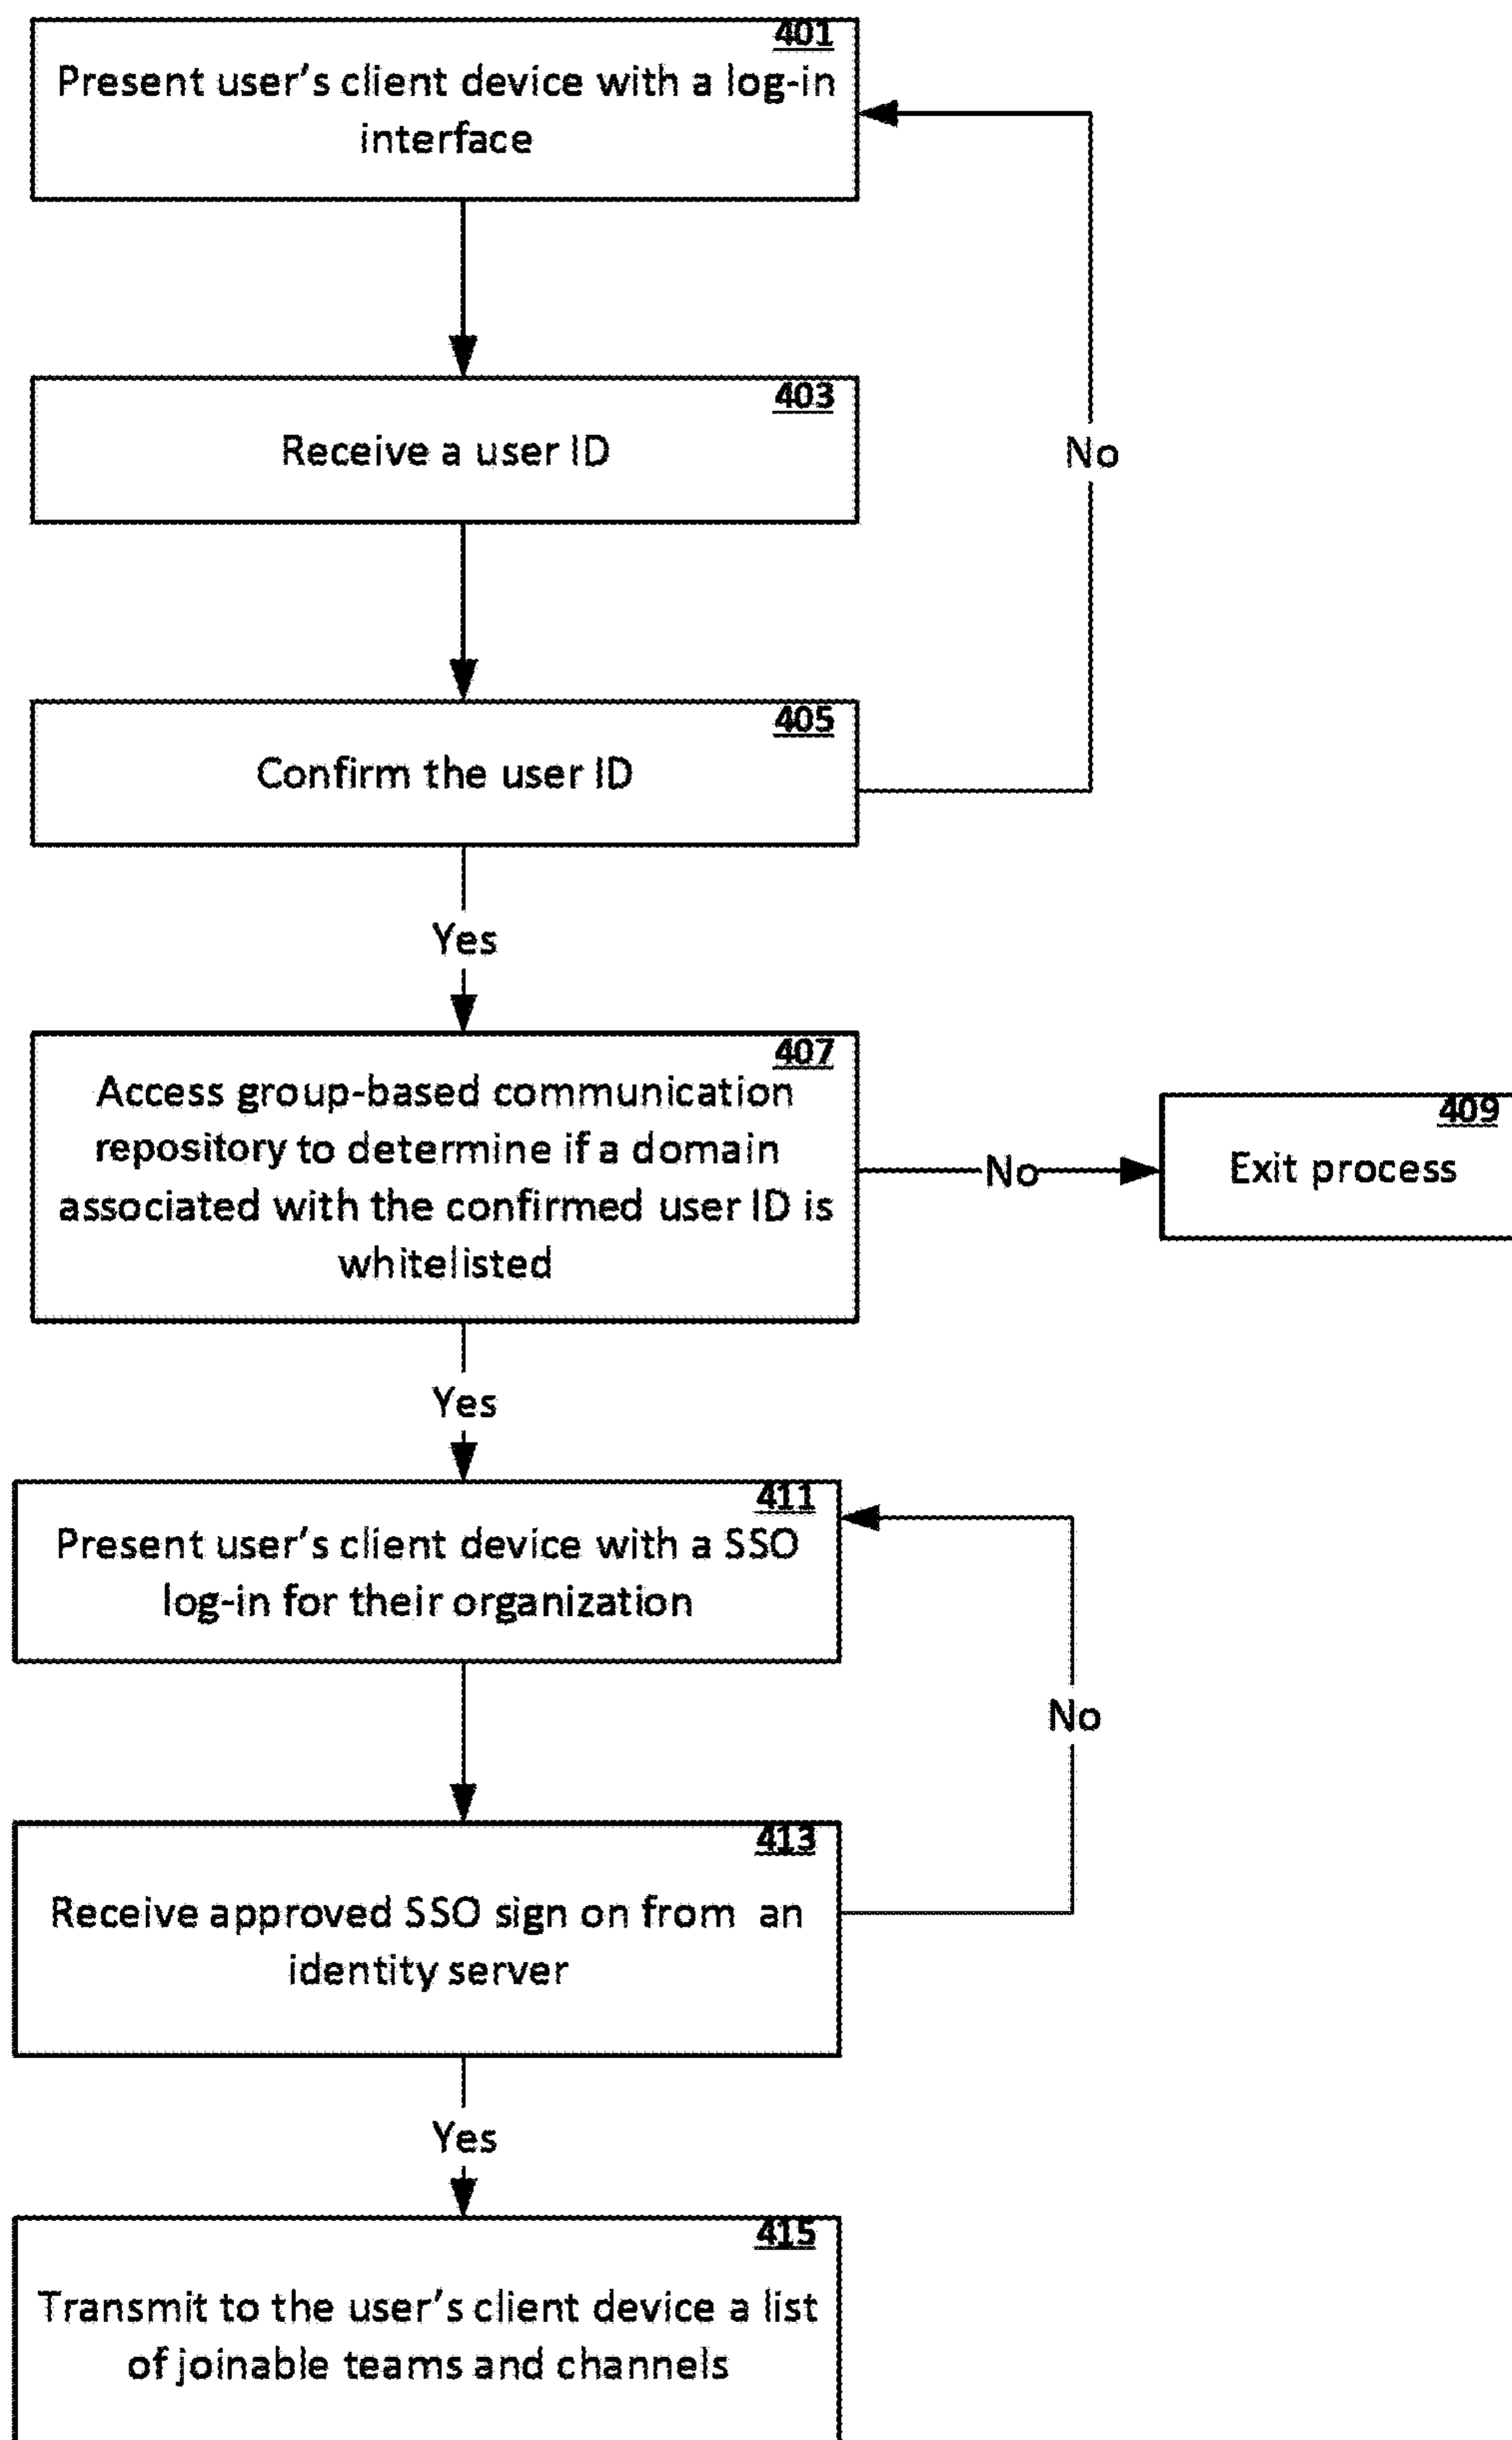 401
Present user's client device with a log-in
interface
403
Receive a user ID
No
405
Confirm the user ID
Yes
407
Access group-based communication
repository to determine if a domain
associated with the confirmed user ID is
whitelisted
No
409
Exit process
Yes
411
Present user's client device with a SSO
log-in for their organization
No
413
Receive approved SSO sign on from an
identity server
Yes
415
Transmit to the user's client device a list
of joinable teams and channels